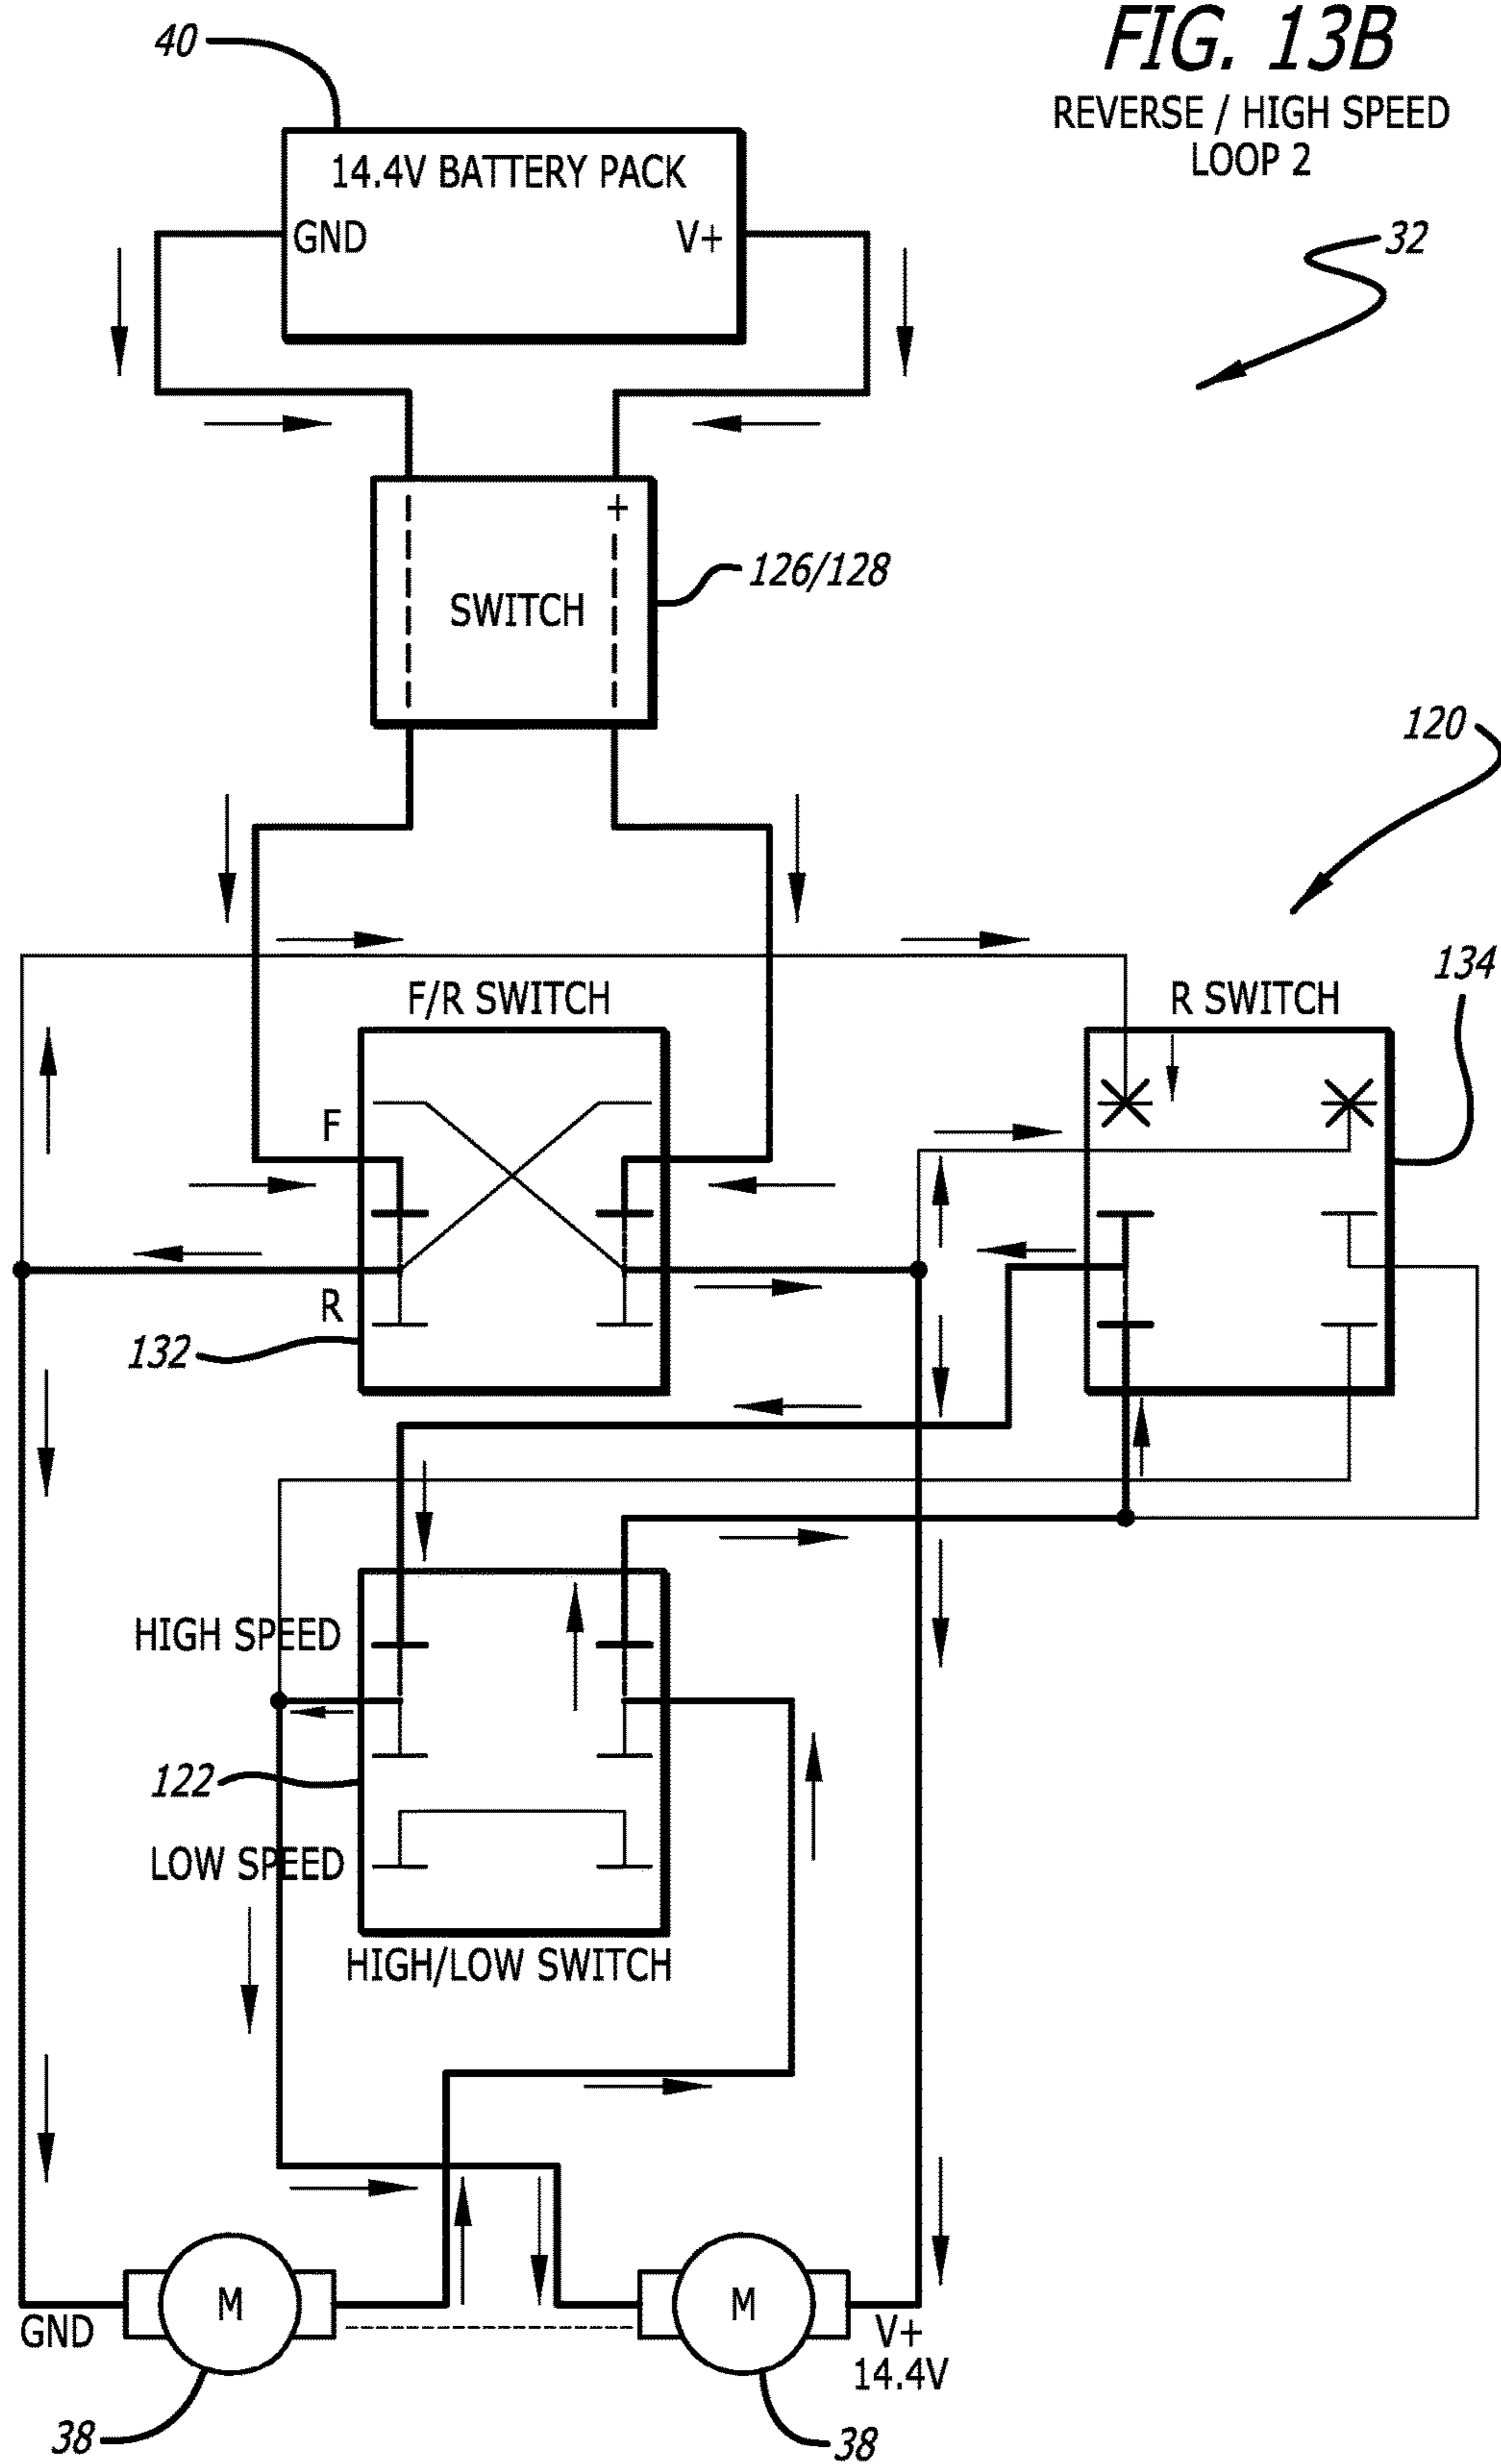 FIG. 13B
REVERSE / HIGH SPEED
LOOP 2
40
14.4V BATTERY PACK
GND V+
32
+
126/128
SWITCH
120
134
F/R SWITCH R SWITCH
F
R
132
HIGH SPEED
122
LOW SPEED
HIGH/LOW SWITCH
M M
GND V+
14.4V
38 38